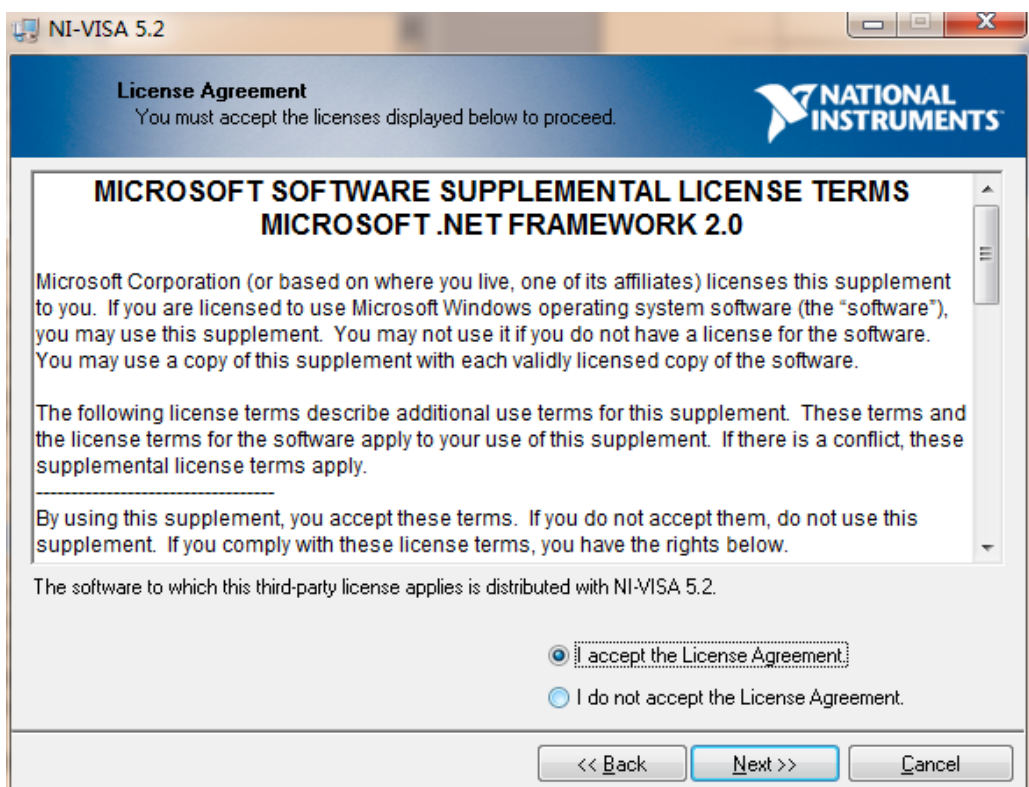 NI-VISA 5.2
License Agreement
You must accept the licenses displayed below to proceed.
NATIONAL
INSTRUMENTS
MICROSOFT SOFTWARE SUPPLEMENTAL LICENSE TERMS
MICROSOFT .NET FRAMEWORK 2.0
Microsoft Corporation (or based on where you live, one of its affiliates) licenses this supplement
to you.  If you are licensed to use Microsoft Windows operating system software (the “software”),
you may use this supplement.  You may not use it if you do not have a license for the software.
You may use a copy of this supplement with each validly licensed copy of the software.
The following license terms describe additional use terms for this supplement.  These terms and
the license terms for the software apply to your use of this supplement.  If there is a conflict, these
supplemental license terms apply.
----------------------------------
By using this supplement, you accept these terms.  If you do not accept them, do not use this
supplement.  If you comply with these license terms, you have the rights below.
The software to which this third-party license applies is distributed with NI-VISA 5.2.
I accept the License Agreement.
I do not accept the License Agreement.
<< Back
Next >>
Cancel